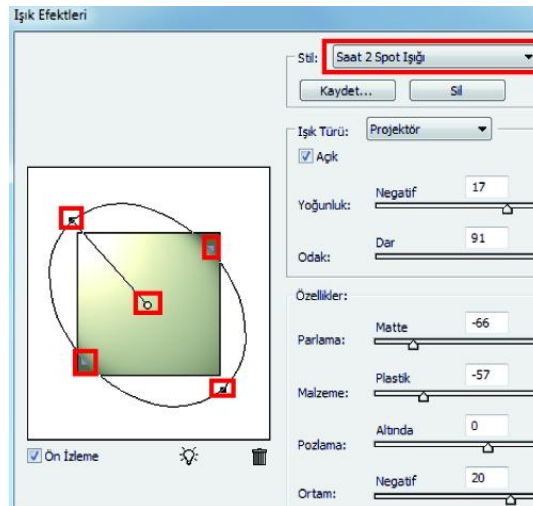 Işık Efektleri
Stil: Saat 2 Spot Işığı
Kaydet... Sil
Işık Türü: Projektör
Açık
Yoğunluk: Negatif 17
Odak: Dar 91
Özellikler:
Parlama: Matte -66
Malzeme: Plastik -57
Pozlama: Altında 0
Ortam: Negatif 20
Ön İzleme